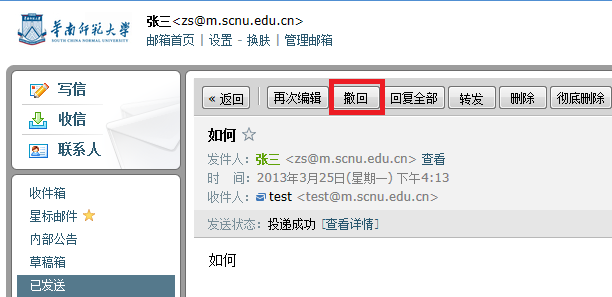 华南师范大学
SOUTH CHINA NORMAL UNIVERSITY
张三<zs@m.scnu.edu.cn>
邮箱首页 | 设置 - 换肤 | 管理邮箱
写信
收信
联系人
收件箱
星标邮件
内部公告
草稿箱
已发送
« 返回 再次编辑 撤回 回复全部 转发 删除 彻底删除
如何
发件人: 张三 <zs@m.scnu.edu.cn> 查看
时 间: 2013年3月25日(星期一) 下午4:13
收件人: test <test@m.scnu.edu.cn>
发送状态: 投递成功 [查看详情]
如何